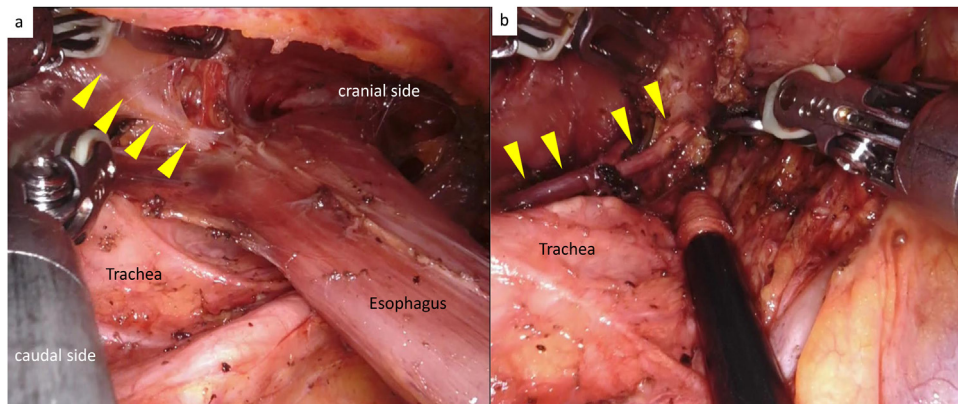 a
cranial side
Trachea
Esophagus
caudal side
b
Trachea